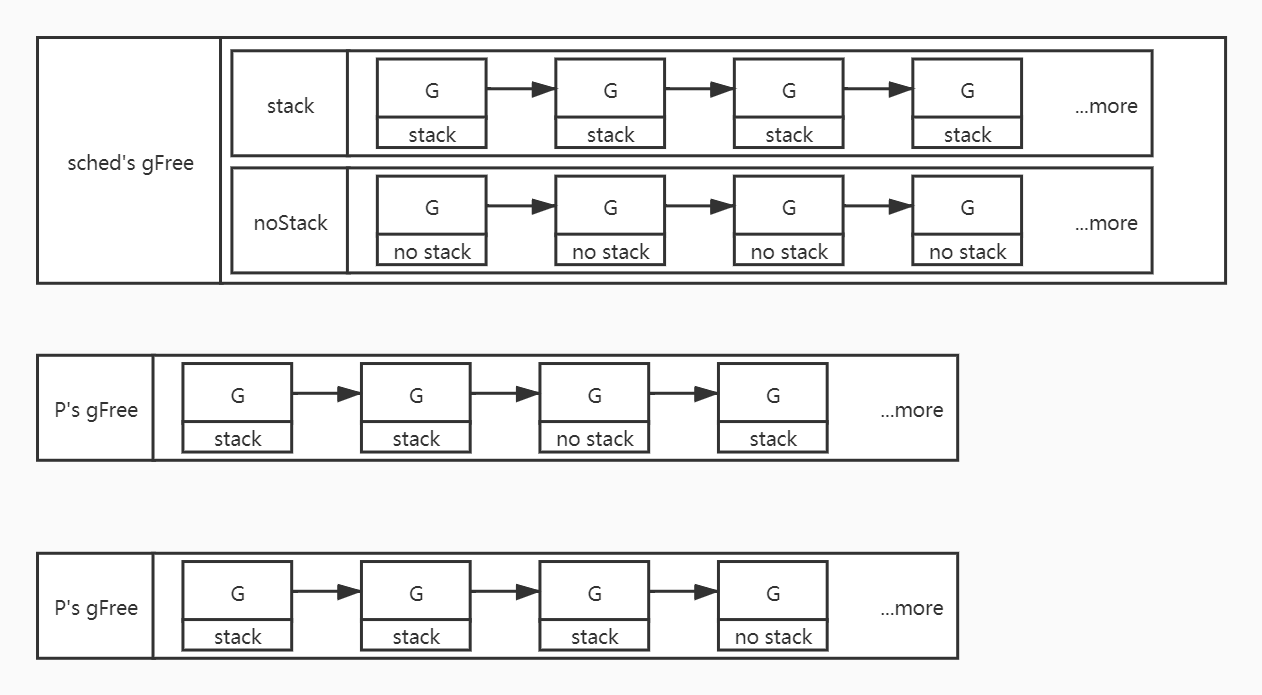 sched's gFree
stack
G
G
G
G
...more
stack
stack
stack
stack
noStack
G
G
G
G
...more
no stack
no stack
no stack
no stack
P's gFree
G
G
G
G
...more
stack
stack
no stack
stack
P's gFree
G
G
G
G
...more
stack
stack
stack
no stack